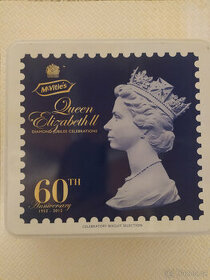 McVitie's
Queen
Elizabeth II
DIAMOND JUBILEE CELEBRATIONS
60TH
Anniversary
1952 - 2012
CELEBRATORY BISCUIT SELECTION